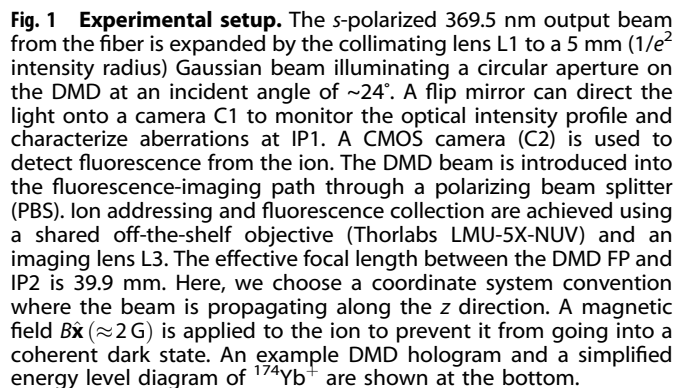 Fig. 1 Experimental setup. The s-polarized 369.5 nm output beam
from the fiber is expanded by the collimating lens L1 to a 5 mm (1/e²
intensity radius) Gaussian beam illuminating a circular aperture on
the DMD at an incident angle of ~24˚. A flip mirror can direct the
light onto a camera C1 to monitor the optical intensity profile and
characterize aberrations at IP1. A CMOS camera (C2) is used to
detect fluorescence from the ion. The DMD beam is introduced into
the fluorescence-imaging path through a polarizing beam splitter
(PBS). Ion addressing and fluorescence collection are achieved using
a shared off-the-shelf objective (Thorlabs LMU-5X-NUV) and an
imaging lens L3. The effective focal length between the DMD FP and
IP2 is 39.9 mm. Here, we choose a coordinate system convention
where the beam is propagating along the z direction. A magnetic
field Bx̂ (≈2 G) is applied to the ion to prevent it from going into a
coherent dark state. An example DMD hologram and a simplified
energy level diagram of ¹⁷⁴Yb⁺ are shown at the bottom.